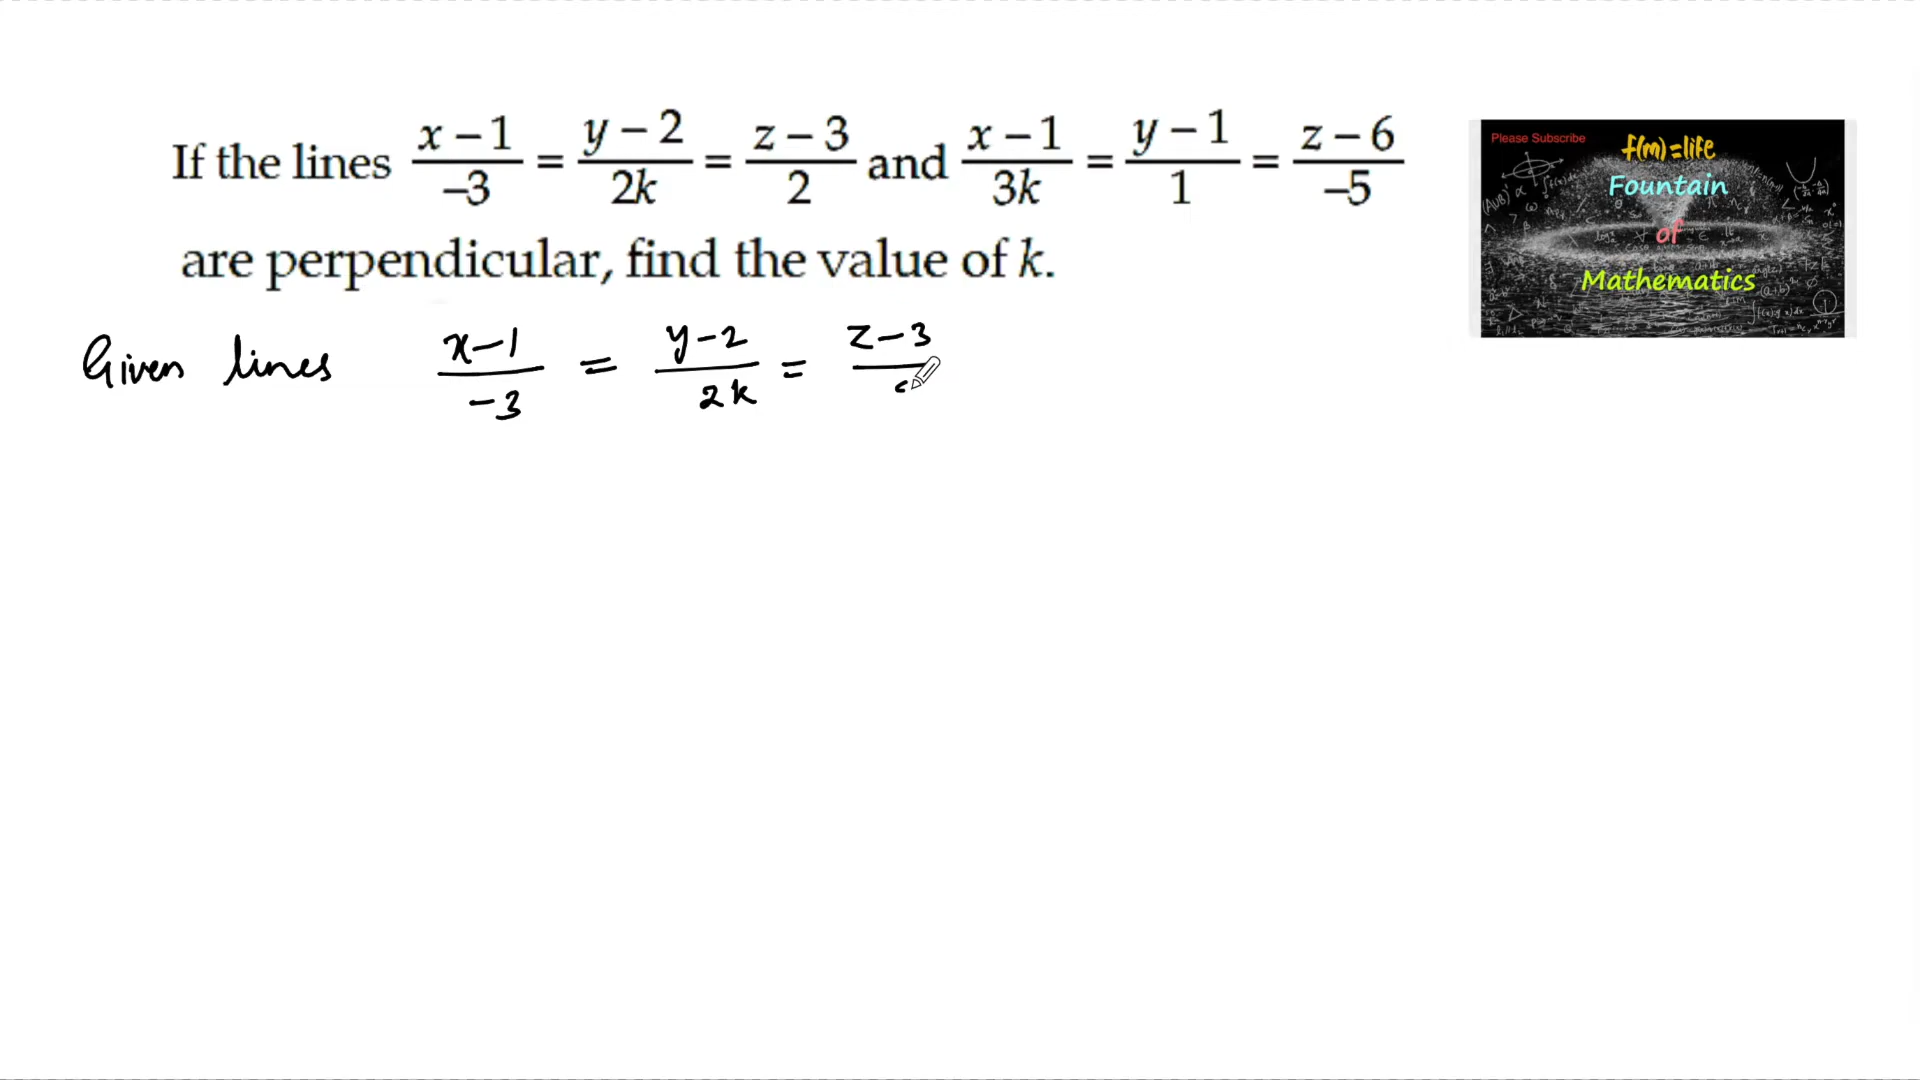 If the lines (x − 1)/−3 = (y − 2)/2k = (z − 3)/2 and (x − 1)/3k = (y − 1)/1 = (z − 6)/−5
are perpendicular, find the value of k.
Please Subscribe
f(m)=life
Fountain
of
Mathematics
Given lines (x−1)/−3 = (y−2)/2k = (z−3)/